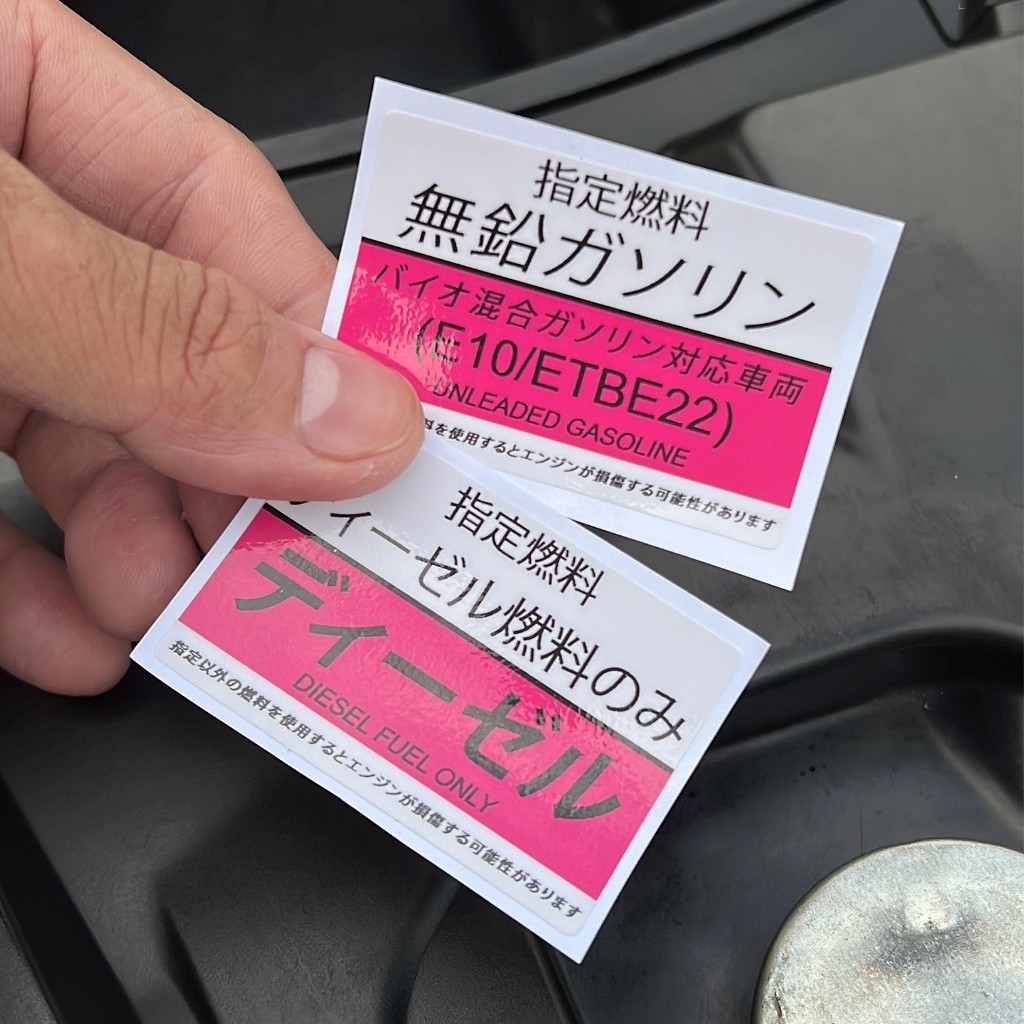 指定燃料
無鉛ガソリン
バイオ混合ガソリン対応車両
(E10/ETBE22)
UNLEADED GASOLINE
を使用するとエンジンが損傷する可能性があります
指定燃料
ィーゼル燃料のみ
ディーゼル
DIESEL FUEL ONLY
指定以外の燃料を使用するとエンジンが損傷する可能性があります